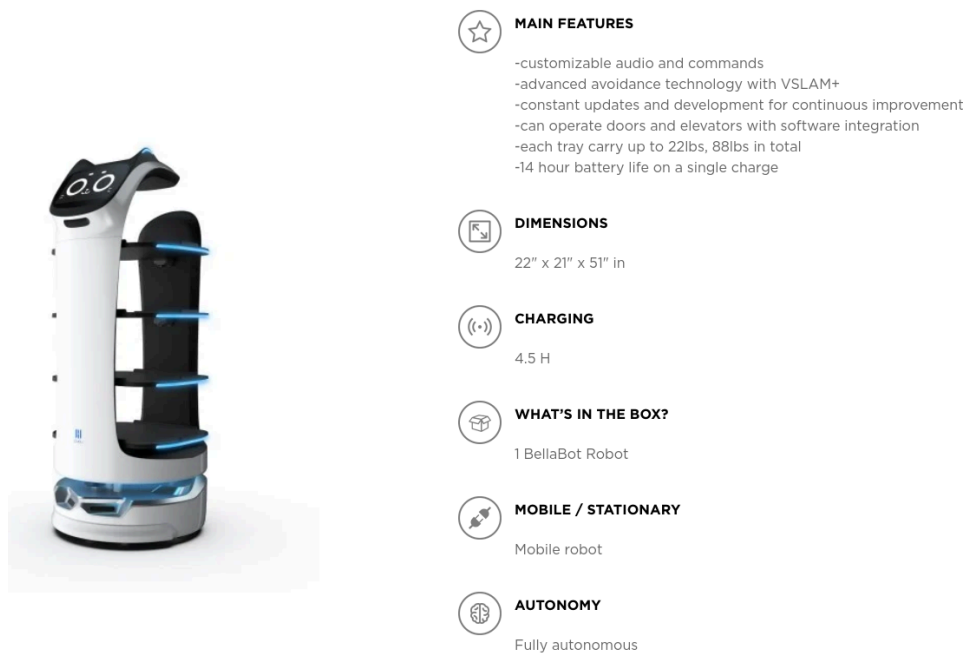 MAIN FEATURES
-customizable audio and commands
-advanced avoidance technology with VSLAM+
-constant updates and development for continuous improvement
-can operate doors and elevators with software integration
-each tray carry up to 22lbs, 88lbs in total
-14 hour battery life on a single charge
DIMENSIONS
22" x 21" x 51" in
CHARGING
4.5 H
WHAT'S IN THE BOX?
1 BellaBot Robot
MOBILE / STATIONARY
Mobile robot
AUTONOMY
Fully autonomous